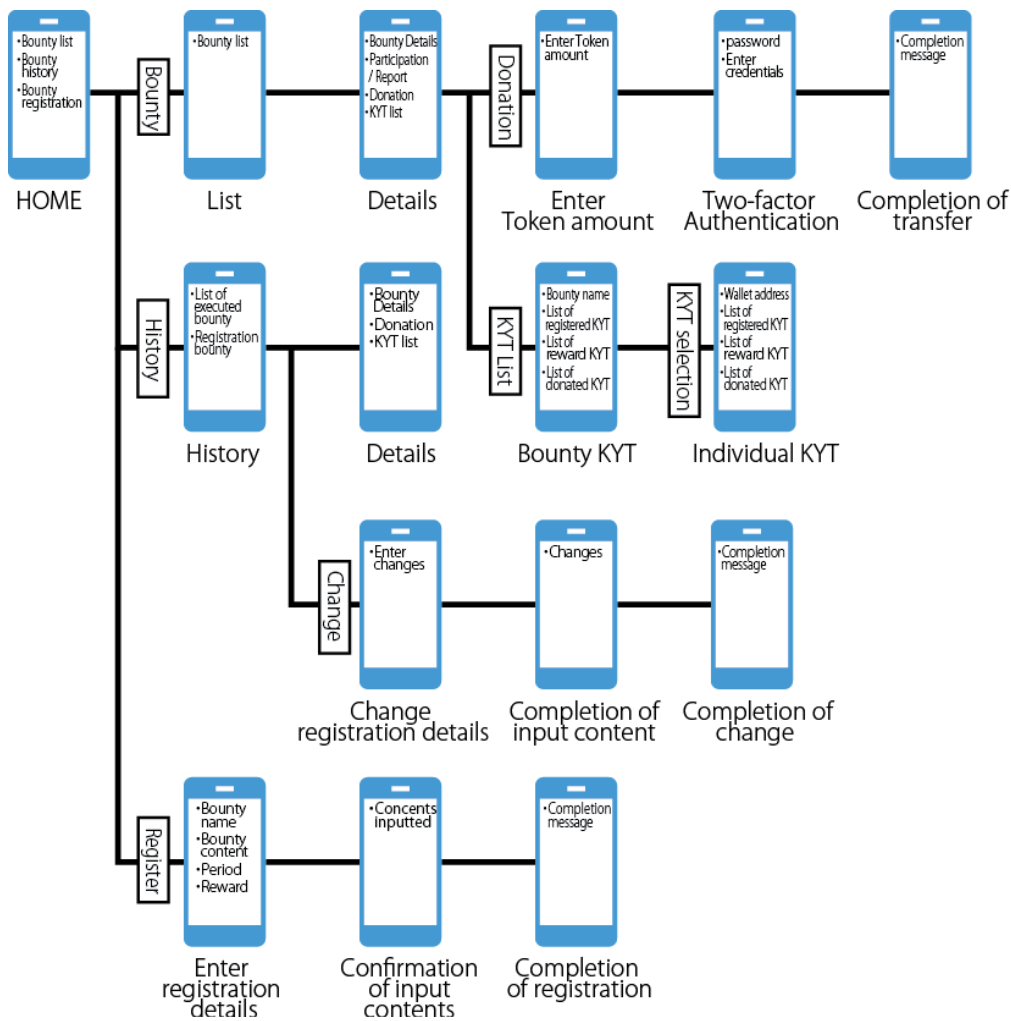 •Bounty list
•Bounty
history
•Bounty
registration
HOME
Bounty
•Bounty list
List
•Bounty Details
•Participation
/ Report
•Donation
•KYT list
Details
Donation
•Enter Token
amount
Enter
Token amount
•password
•Enter
credentials
Two-factor
Authentication
•Completion
message
Completion of
transfer
History
•List of
executed
bounty
•Registration
bounty
History
•Bounty
Details
•Donation
•KYT list
Details
KYT List
•Bounty name
•List of
registered KYT
•List of
reward KYT
•List of
donated KYT
Bounty KYT
KYT selection
•Wallet address
•List of
registered KYT
•List of
reward KYT
•List of
donated KYT
Individual KYT
Change
•Enter
changes
Change
registration details
•Changes
Completion of
input content
•Completion
message
Completion of
change
Register
•Bounty
name
•Bounty
content
•Period
•Reward
Enter
registration
details
•Concents
inputted
Confirmation
of input
contents
•Completion
message
Completion
of registration